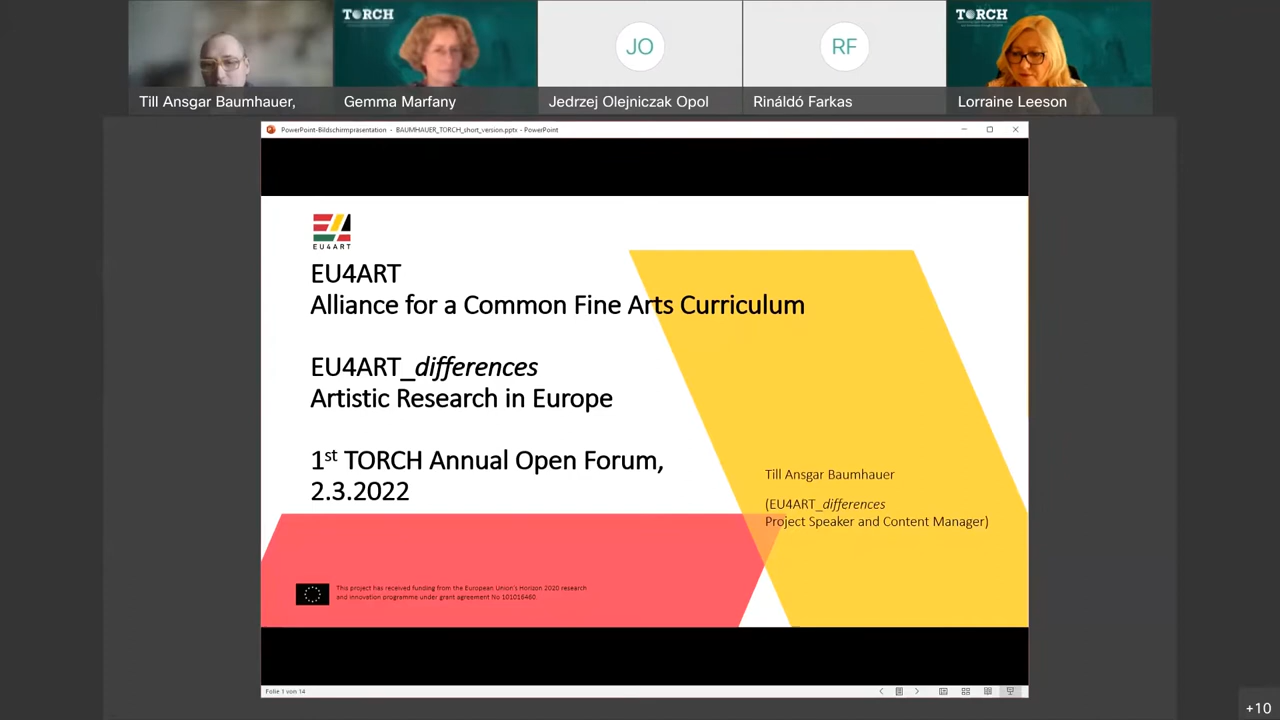 TORCH
TORCH
JO
RF
Till Ansgar Baumhauer,
Gemma Marfany
Jedrzej Olejniczak Opol
Rináldó Farkas
Lorraine Leeson
PowerPoint-Bildschirmpräsentation - BAUMHAUER_TORCH_short_version.pptx - PowerPoint
EU4ART
EU4ART
Alliance for a Common Fine Arts Curriculum
EU4ART_differences
Artistic Research in Europe
1st TORCH Annual Open Forum,
2.3.2022
Till Ansgar Baumhauer
(EU4ART_differences
Project Speaker and Content Manager)
This project has received funding from the European Union's Horizon 2020 research
and innovation programme under grant agreement No 101016460.
Folie 1 von 14
+10